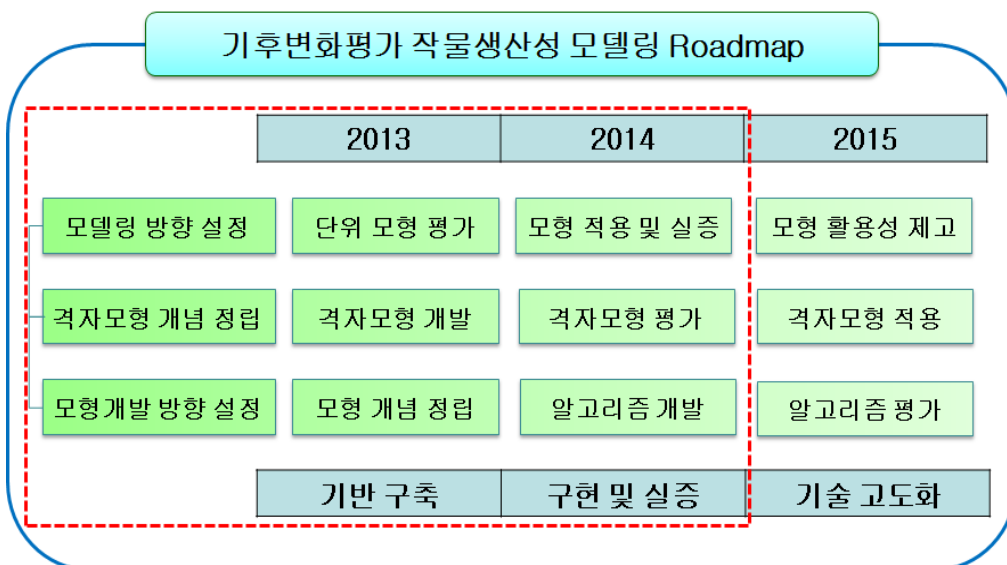 기후변화평가 작물생산성 모델링 Roadmap
2013 2014 2015
모델링 방향 설정 단위 모형 평가 모형 적용 및 실증 모형 활용성 제고
격자모형 개념 정립 격자모형 개발 격자모형 평가 격자모형 적용
모형개발 방향 설정 모형 개념 정립 알고리즘 개발 알고리즘 평가
기반 구축 구현 및 실증 기술 고도화